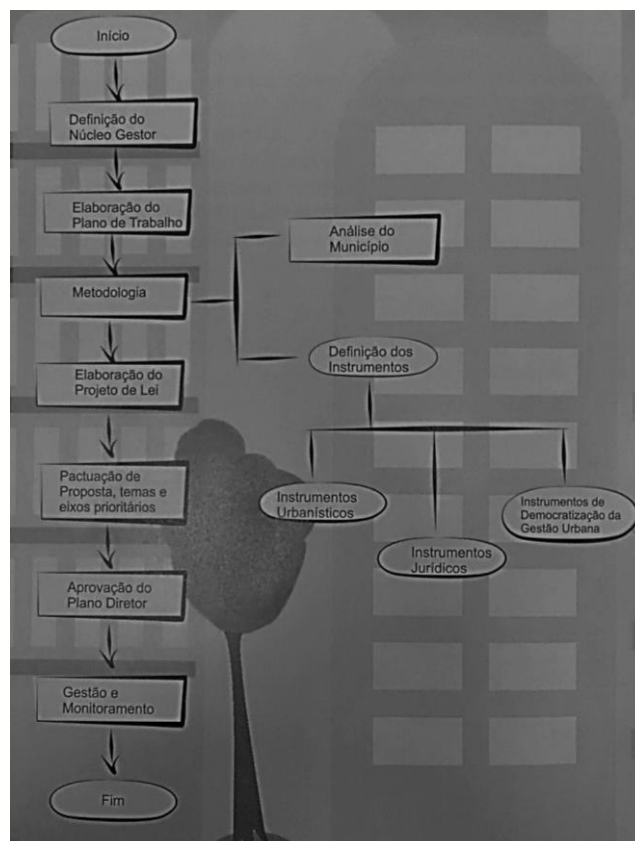 Início
Definição do
Núcleo Gestor
Elaboração do
Plano de Trabalho
Metodologia
Análise do
Município
Definição dos
Instrumentos
Instrumentos
Urbanísticos
Instrumentos
Jurídicos
Instrumentos de
Democratização da
Gestão Urbana
Elaboração do
Projeto de Lei
Pactuação de
Proposta, temas e
eixos prioritários
Aprovação do
Plano Diretor
Gestão e
Monitoramento
Fim